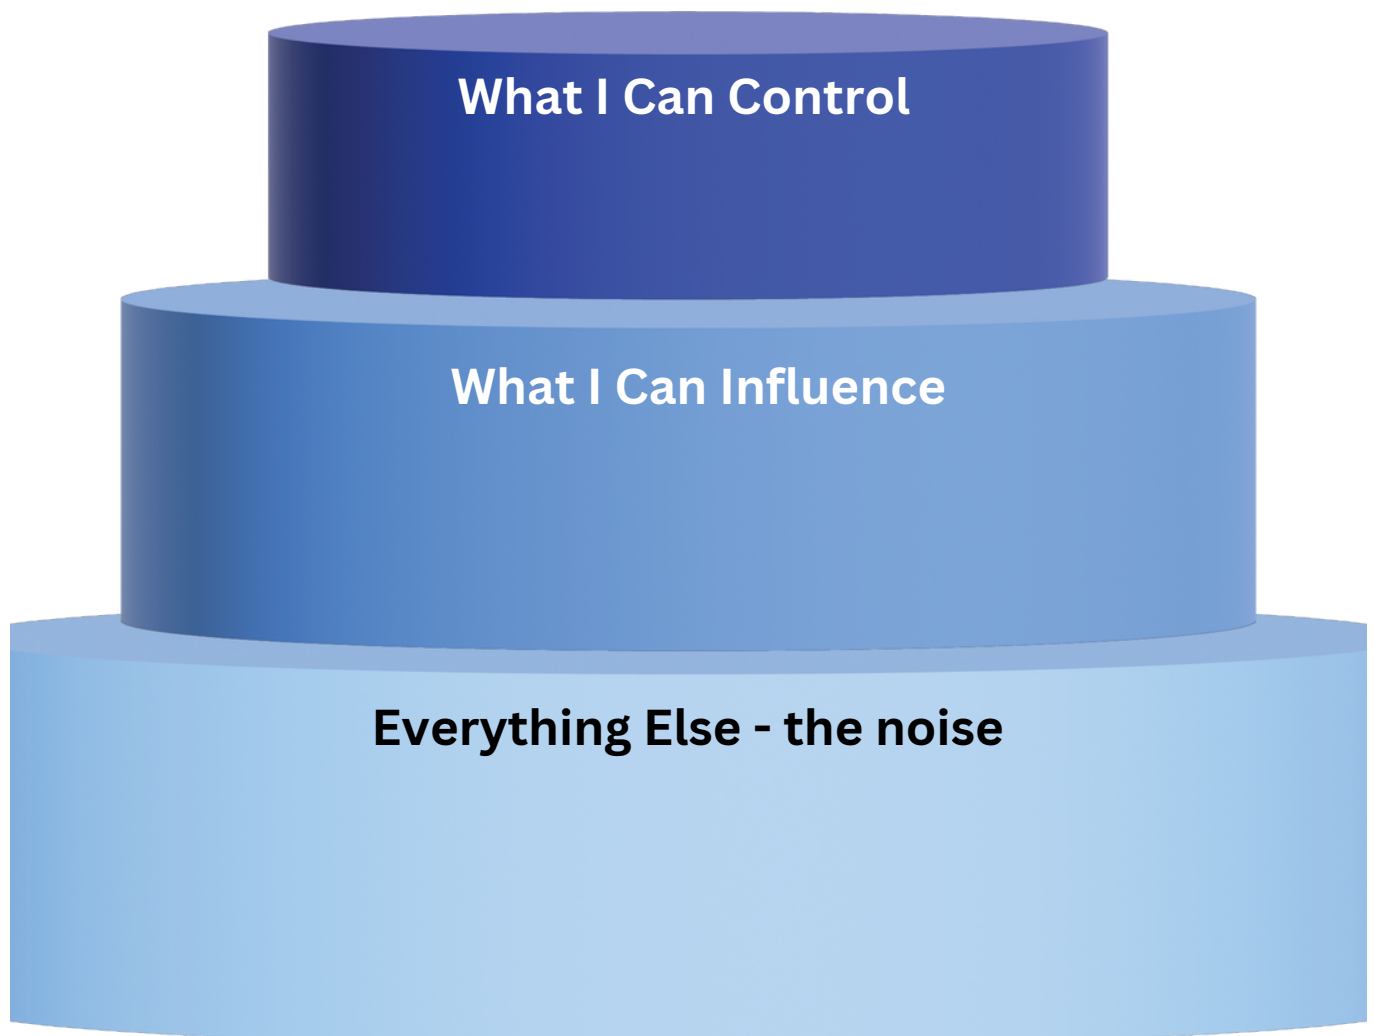 What I Can Control
What I Can Influence
Everything Else - the noise